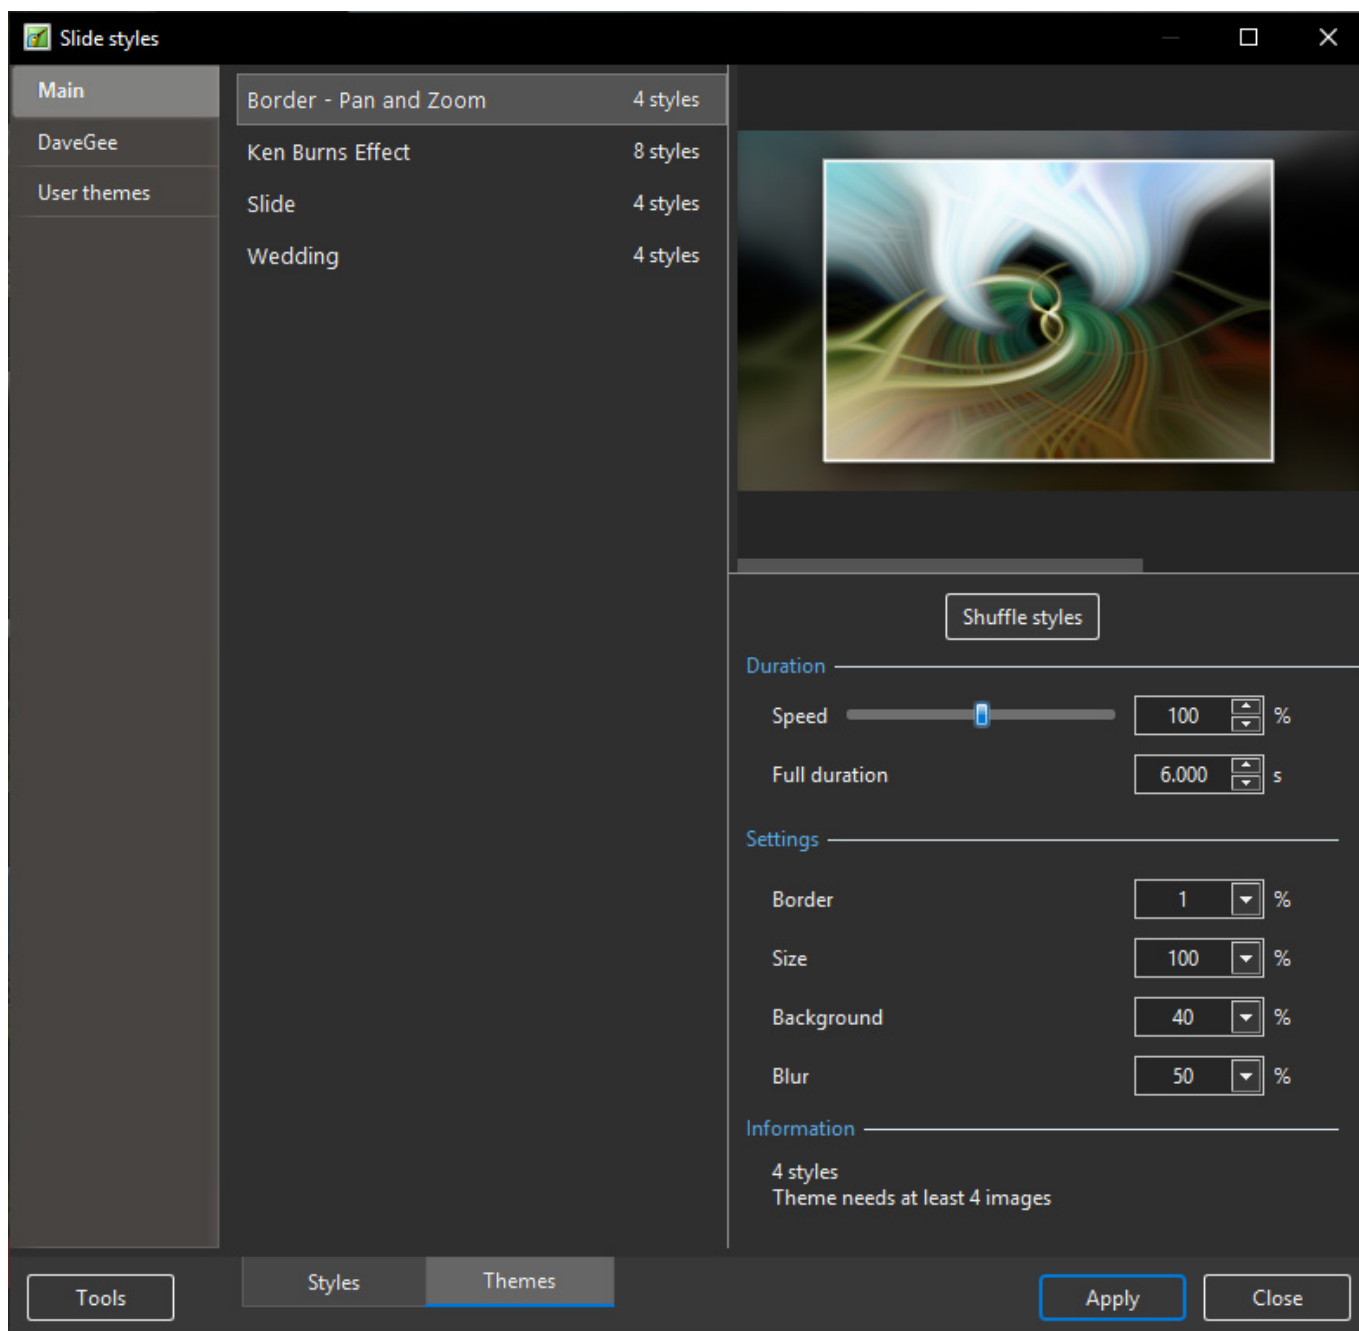 Slide styles
Main
DaveGee
User themes
Border - Pan and Zoom 4 styles
Ken Burns Effect 8 styles
Slide 4 styles
Wedding 4 styles
Shuffle styles
Duration
Speed 100 %
Full duration 6.000 s
Settings
Border 1 %
Size 100 %
Background 40 %
Blur 50 %
Information
4 styles
Theme needs at least 4 images
Tools Styles Themes Apply Close